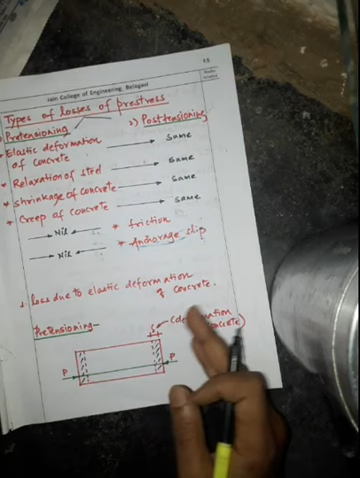 Jain College of Engineering, Belagavi
Types of losses of prestress
Pretensioning 2) Posttensioning
* Elastic deformation of concrete → Same
* Relaxation of steel → Same
* Shrinkage of concrete → Same
* Creep of concrete → Same
→ Nil ← * friction
→ Nil ← * Anchorage slip
Loss due to elastic deformation
of concrete.
Pretensioning-
P P